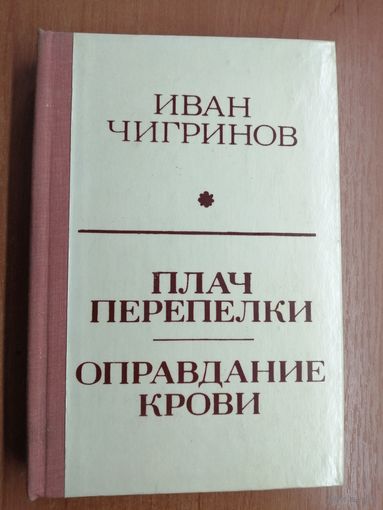 ИВАН
ЧИГРИНОВ
ПЛАЧ
ПЕРЕПЕЛКИ
ОПРАВДАНИЕ
КРОВИ